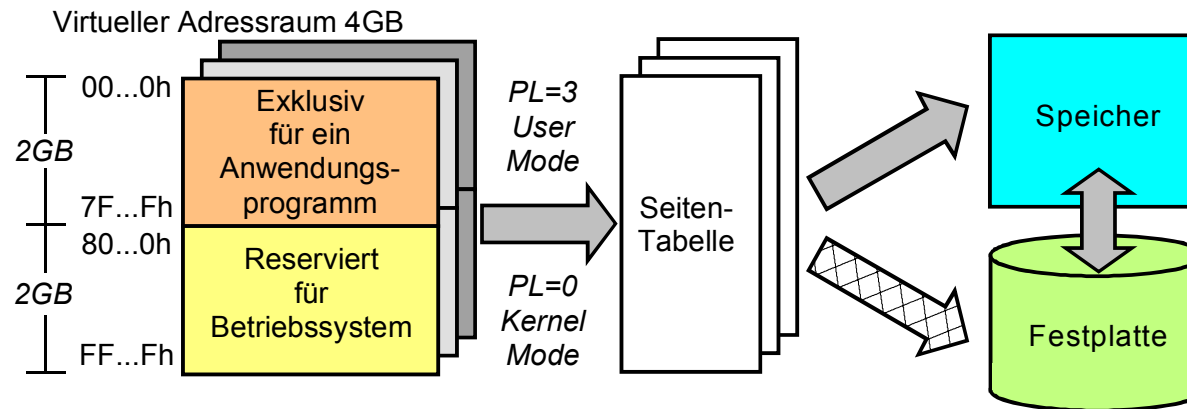 Virtueller Adressraum 4GB
00...0h
2GB
7F...Fh
80...0h
2GB
FF...Fh
Exklusiv
für ein
Anwendungs-
programm
Reserviert
für
Betriebssystem
PL=3
User
Mode
PL=0
Kernel
Mode
Seiten-
Tabelle
Speicher
Festplatte